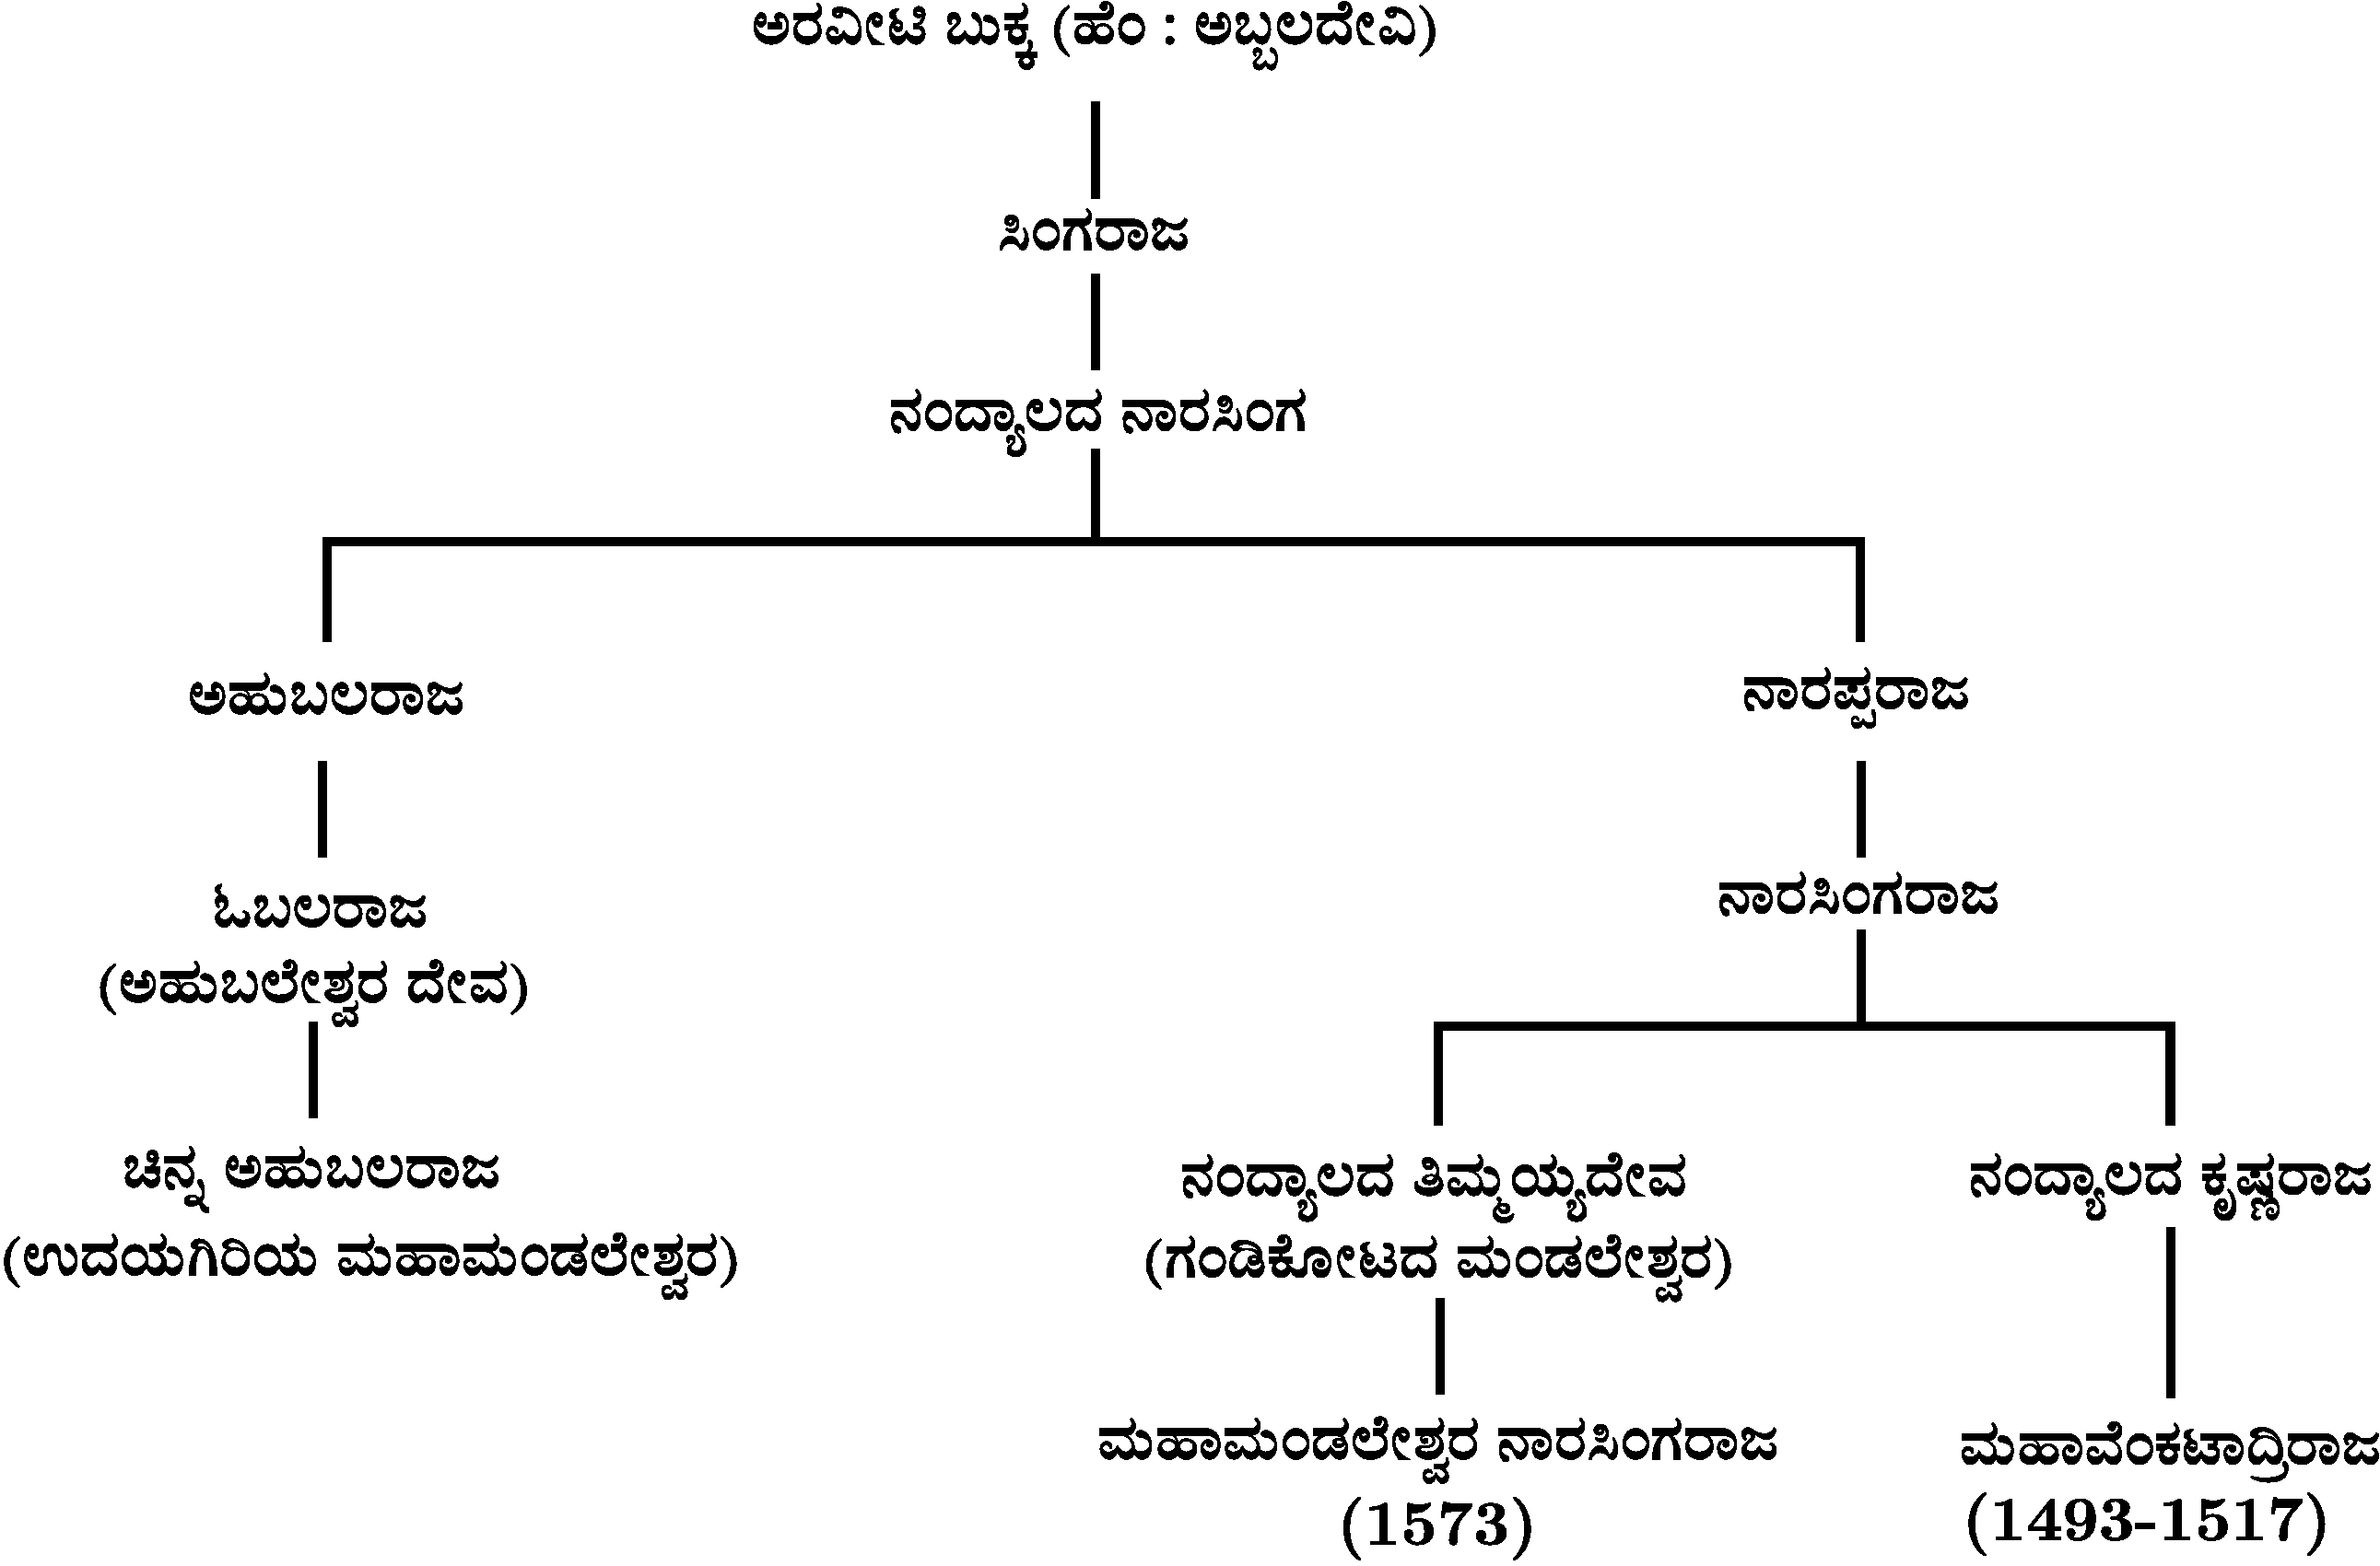 ಅರವೀಟಿ ಬುಕ್ಕ (ಹೆಂ : ಅಬ್ಬಲದೇವಿ)
ಸಿಂಗರಾಜ
ನಂದ್ಯಾಲದ ನಾರಸಿಂಗ
ಅಹುಬಲರಾಜ
ನಾರಪ್ಪರಾಜ
ಓಬಲರಾಜ
(ಅಹುಬಲೇಶ್ವರ ದೇವ)
ನಾರಸಿಂಗರಾಜ
ಚಿನ್ನ ಅಹುಬಲರಾಜ
(ಉದಯಗಿರಿಯ ಮಹಾಮಂಡಲೇಶ್ವರ)
ನಂದ್ಯಾಲದ ತಿಮ್ಮಯ್ಯದೇವ
(ಗಂಡಿಕೋಟದ ಮಂಡಲೇಶ್ವರ)
ನಂದ್ಯಾಲದ ಕೃಷ್ಣರಾಜ
ಮಹಾಮಂಡಲೇಶ್ವರ ನಾರಸಿಂಗರಾಜ
(1573)
ಮಹಾವೆಂಕಟಾದ್ರಿರಾಜ
(1493-1517)